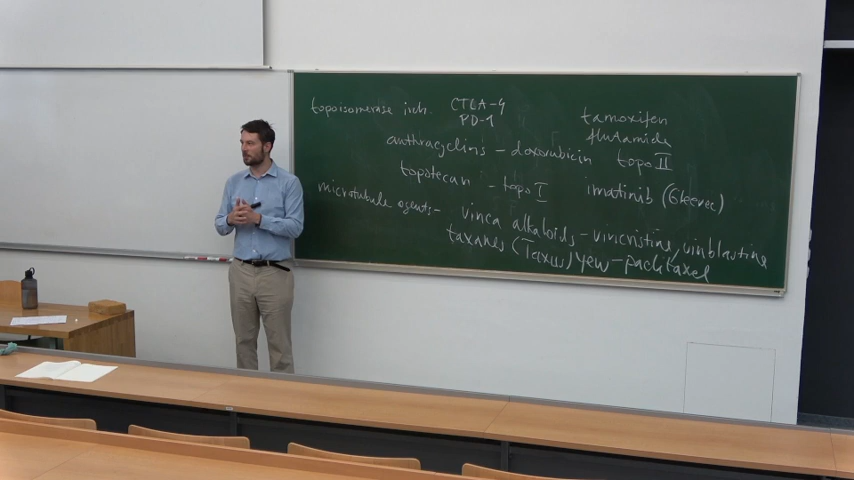 topoisomerase inh.
CTLA-4
PD-1
tamoxifen
flutamide
anthracyclins - doxorubicin topo II
topotecan - topo I
imatinib (Gleevec)
microtubule agents - vinca alkaloids - vincristine, vinblastine
taxanes (Taxus) yew - paclitaxel